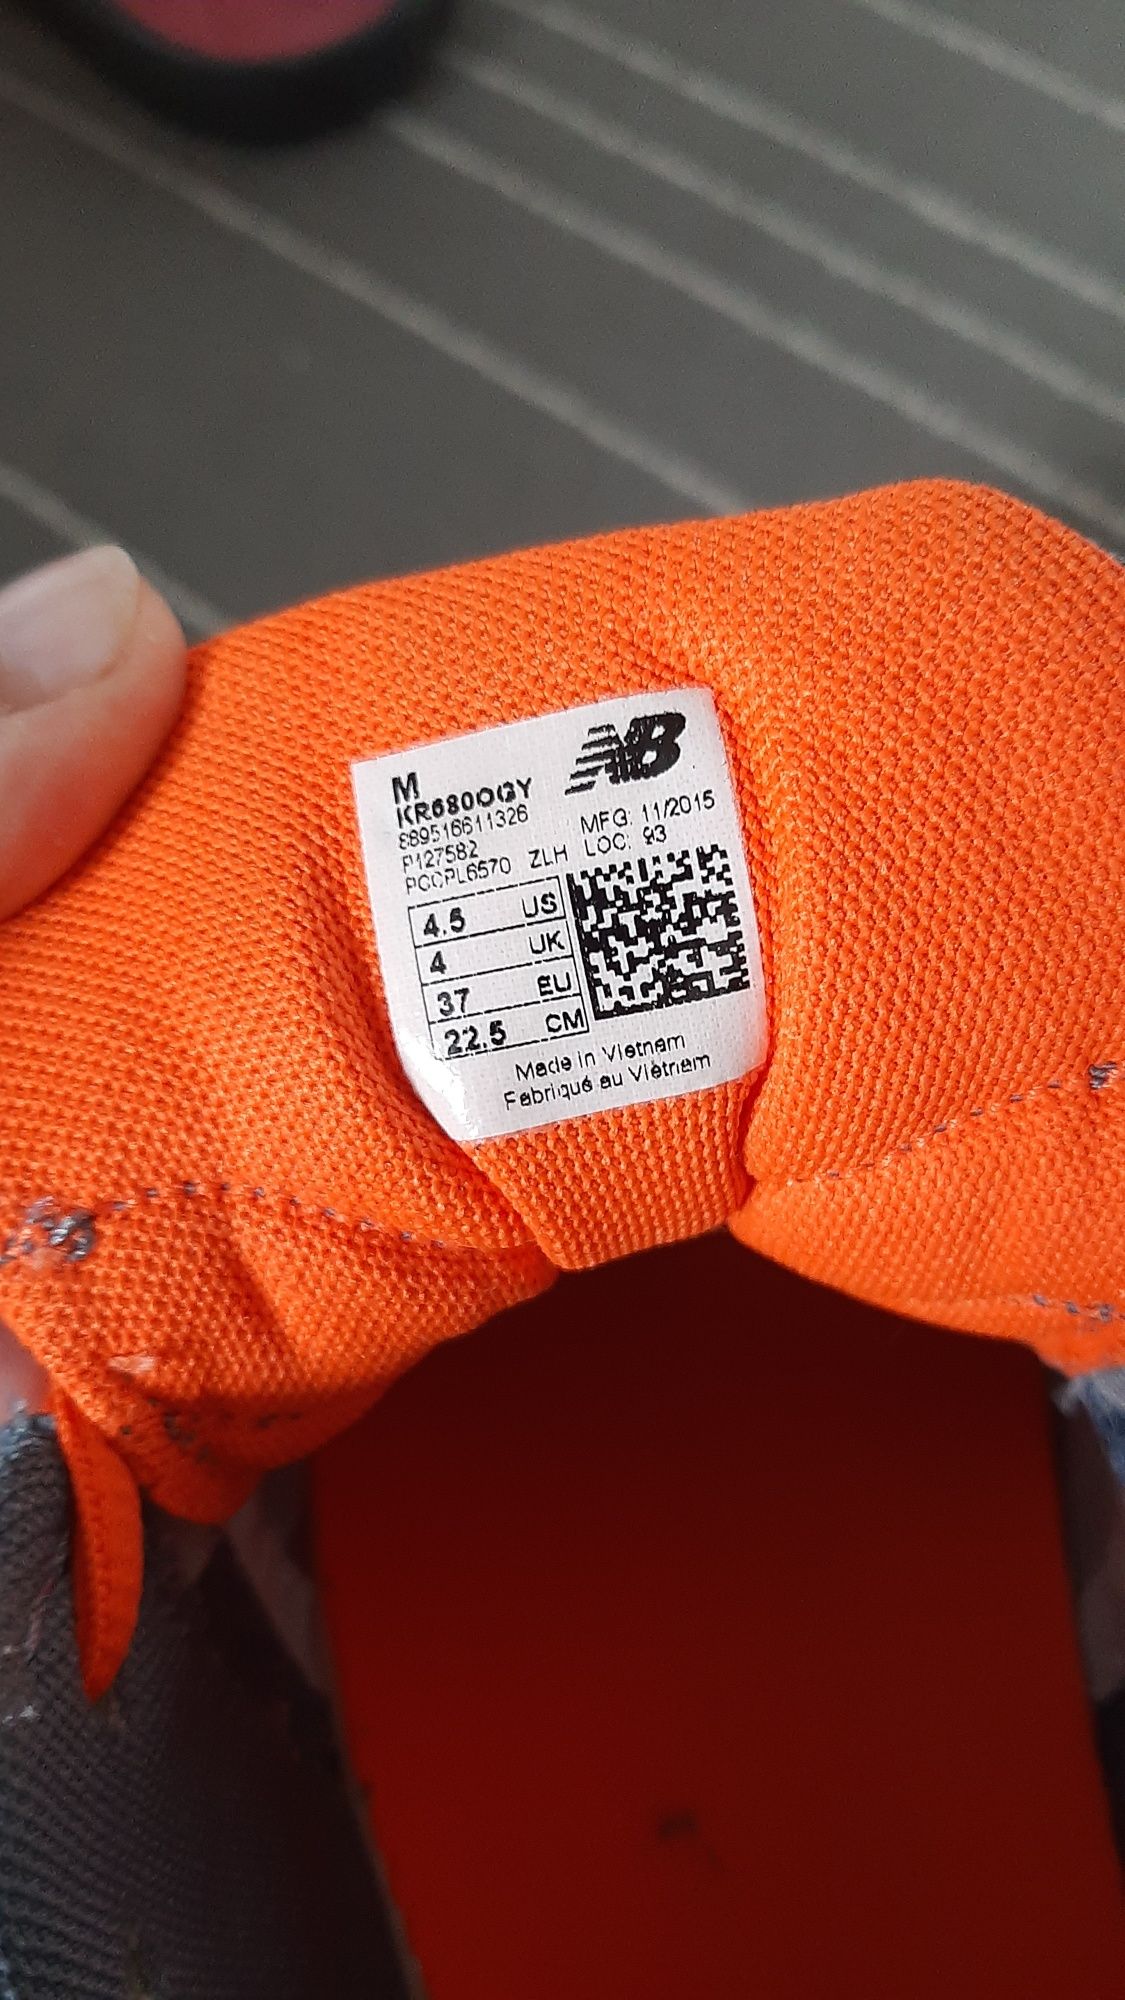 NB
M
KR680OGY
889516611326
P127582
PCCPL6570 ZLH
MFG: 11/2015
LOC: 93
4.5 US
4 UK
37 EU
22.5 CM
Made in Vietnam
Fabriqué au Viêtnam